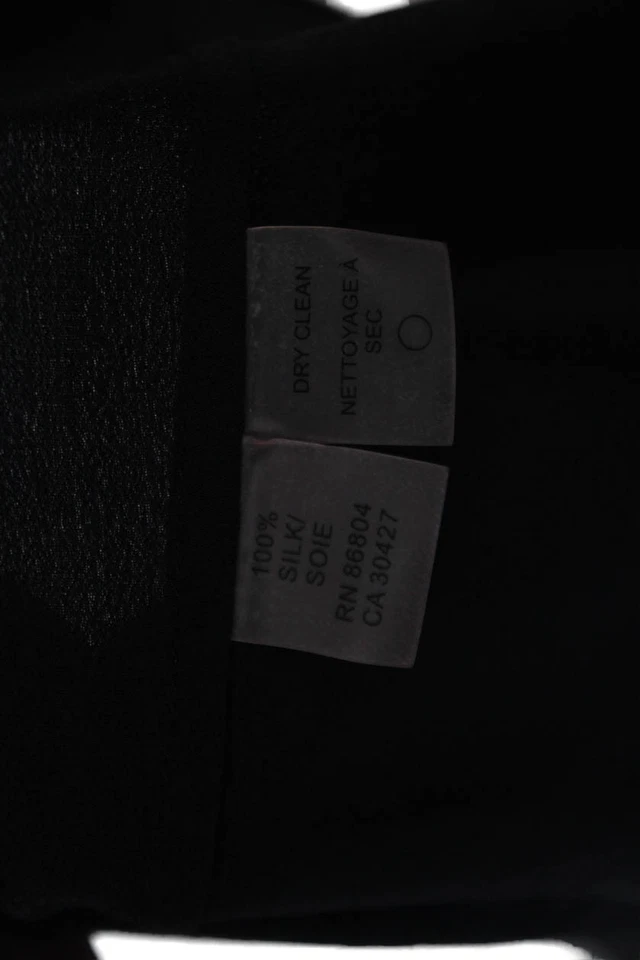 DRY CLEAN
NETTOYAGE À
SEC
100%
SILK/
SOIE
RN 86804
CA 30427